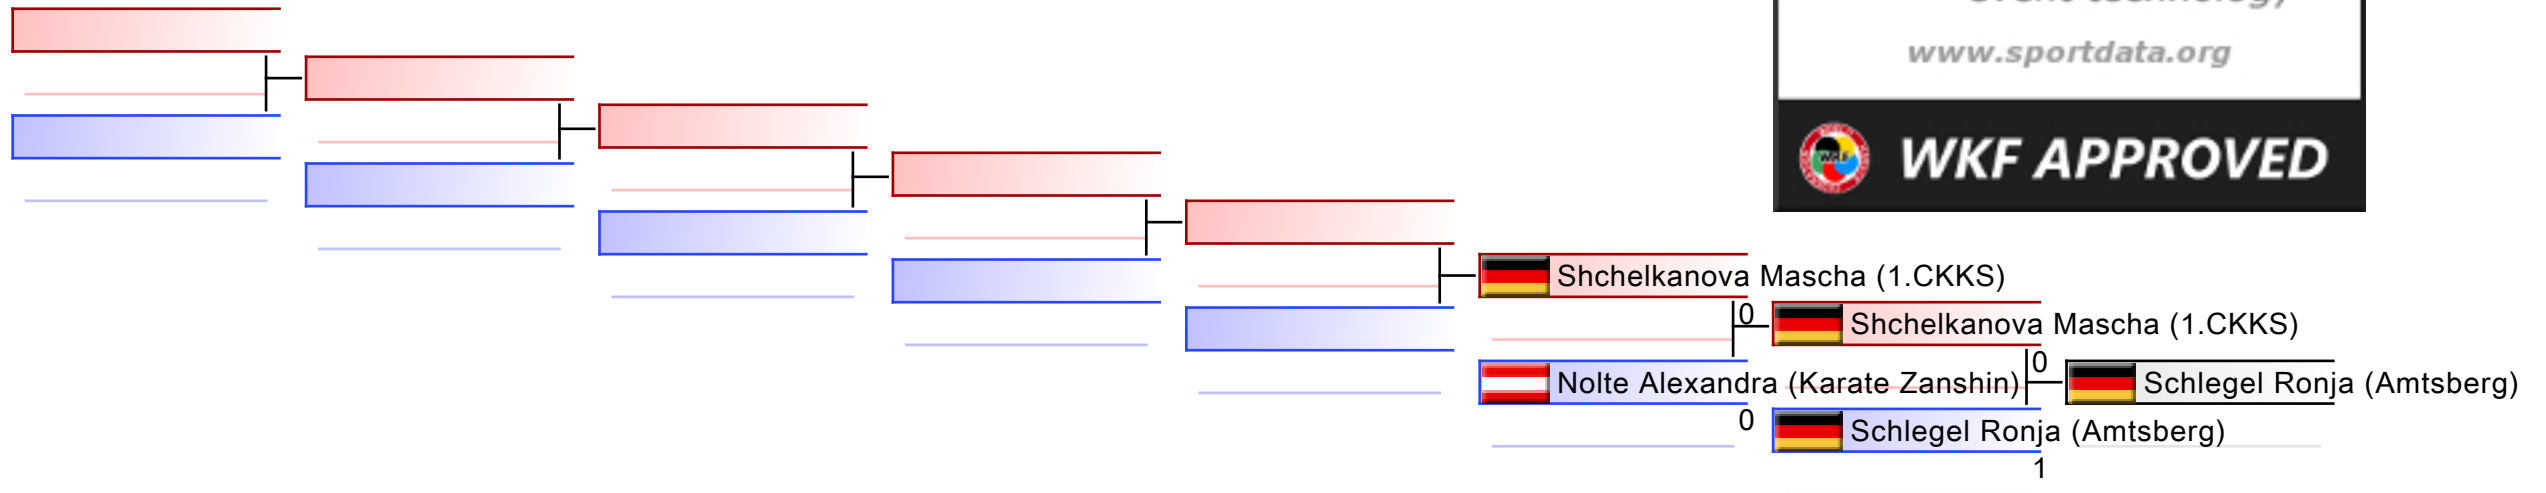 www.sportdata.org
WKF APPROVED
Shchelkanova Mascha (1.CKKS)
0
Shchelkanova Mascha (1.CKKS)
0
Nolte Alexandra (Karate Zanshin)
Schlegel Ronja (Amtsberg)
0
Schlegel Ronja (Amtsberg)
1